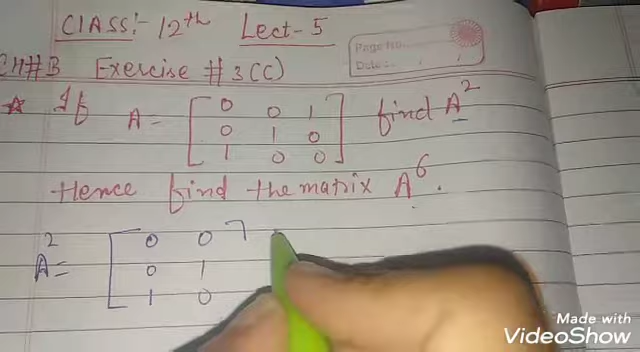 CLASS:- 12th Lect-5
Page No.
Date
CH#3 Exercise #3(C)
If A = [ 0 0 1 find A²
0 1 0
1 0 0 ]
Hence find the matrix A⁶.
A² = [ 0 0
0 1
1 0
Made with
VideoShow